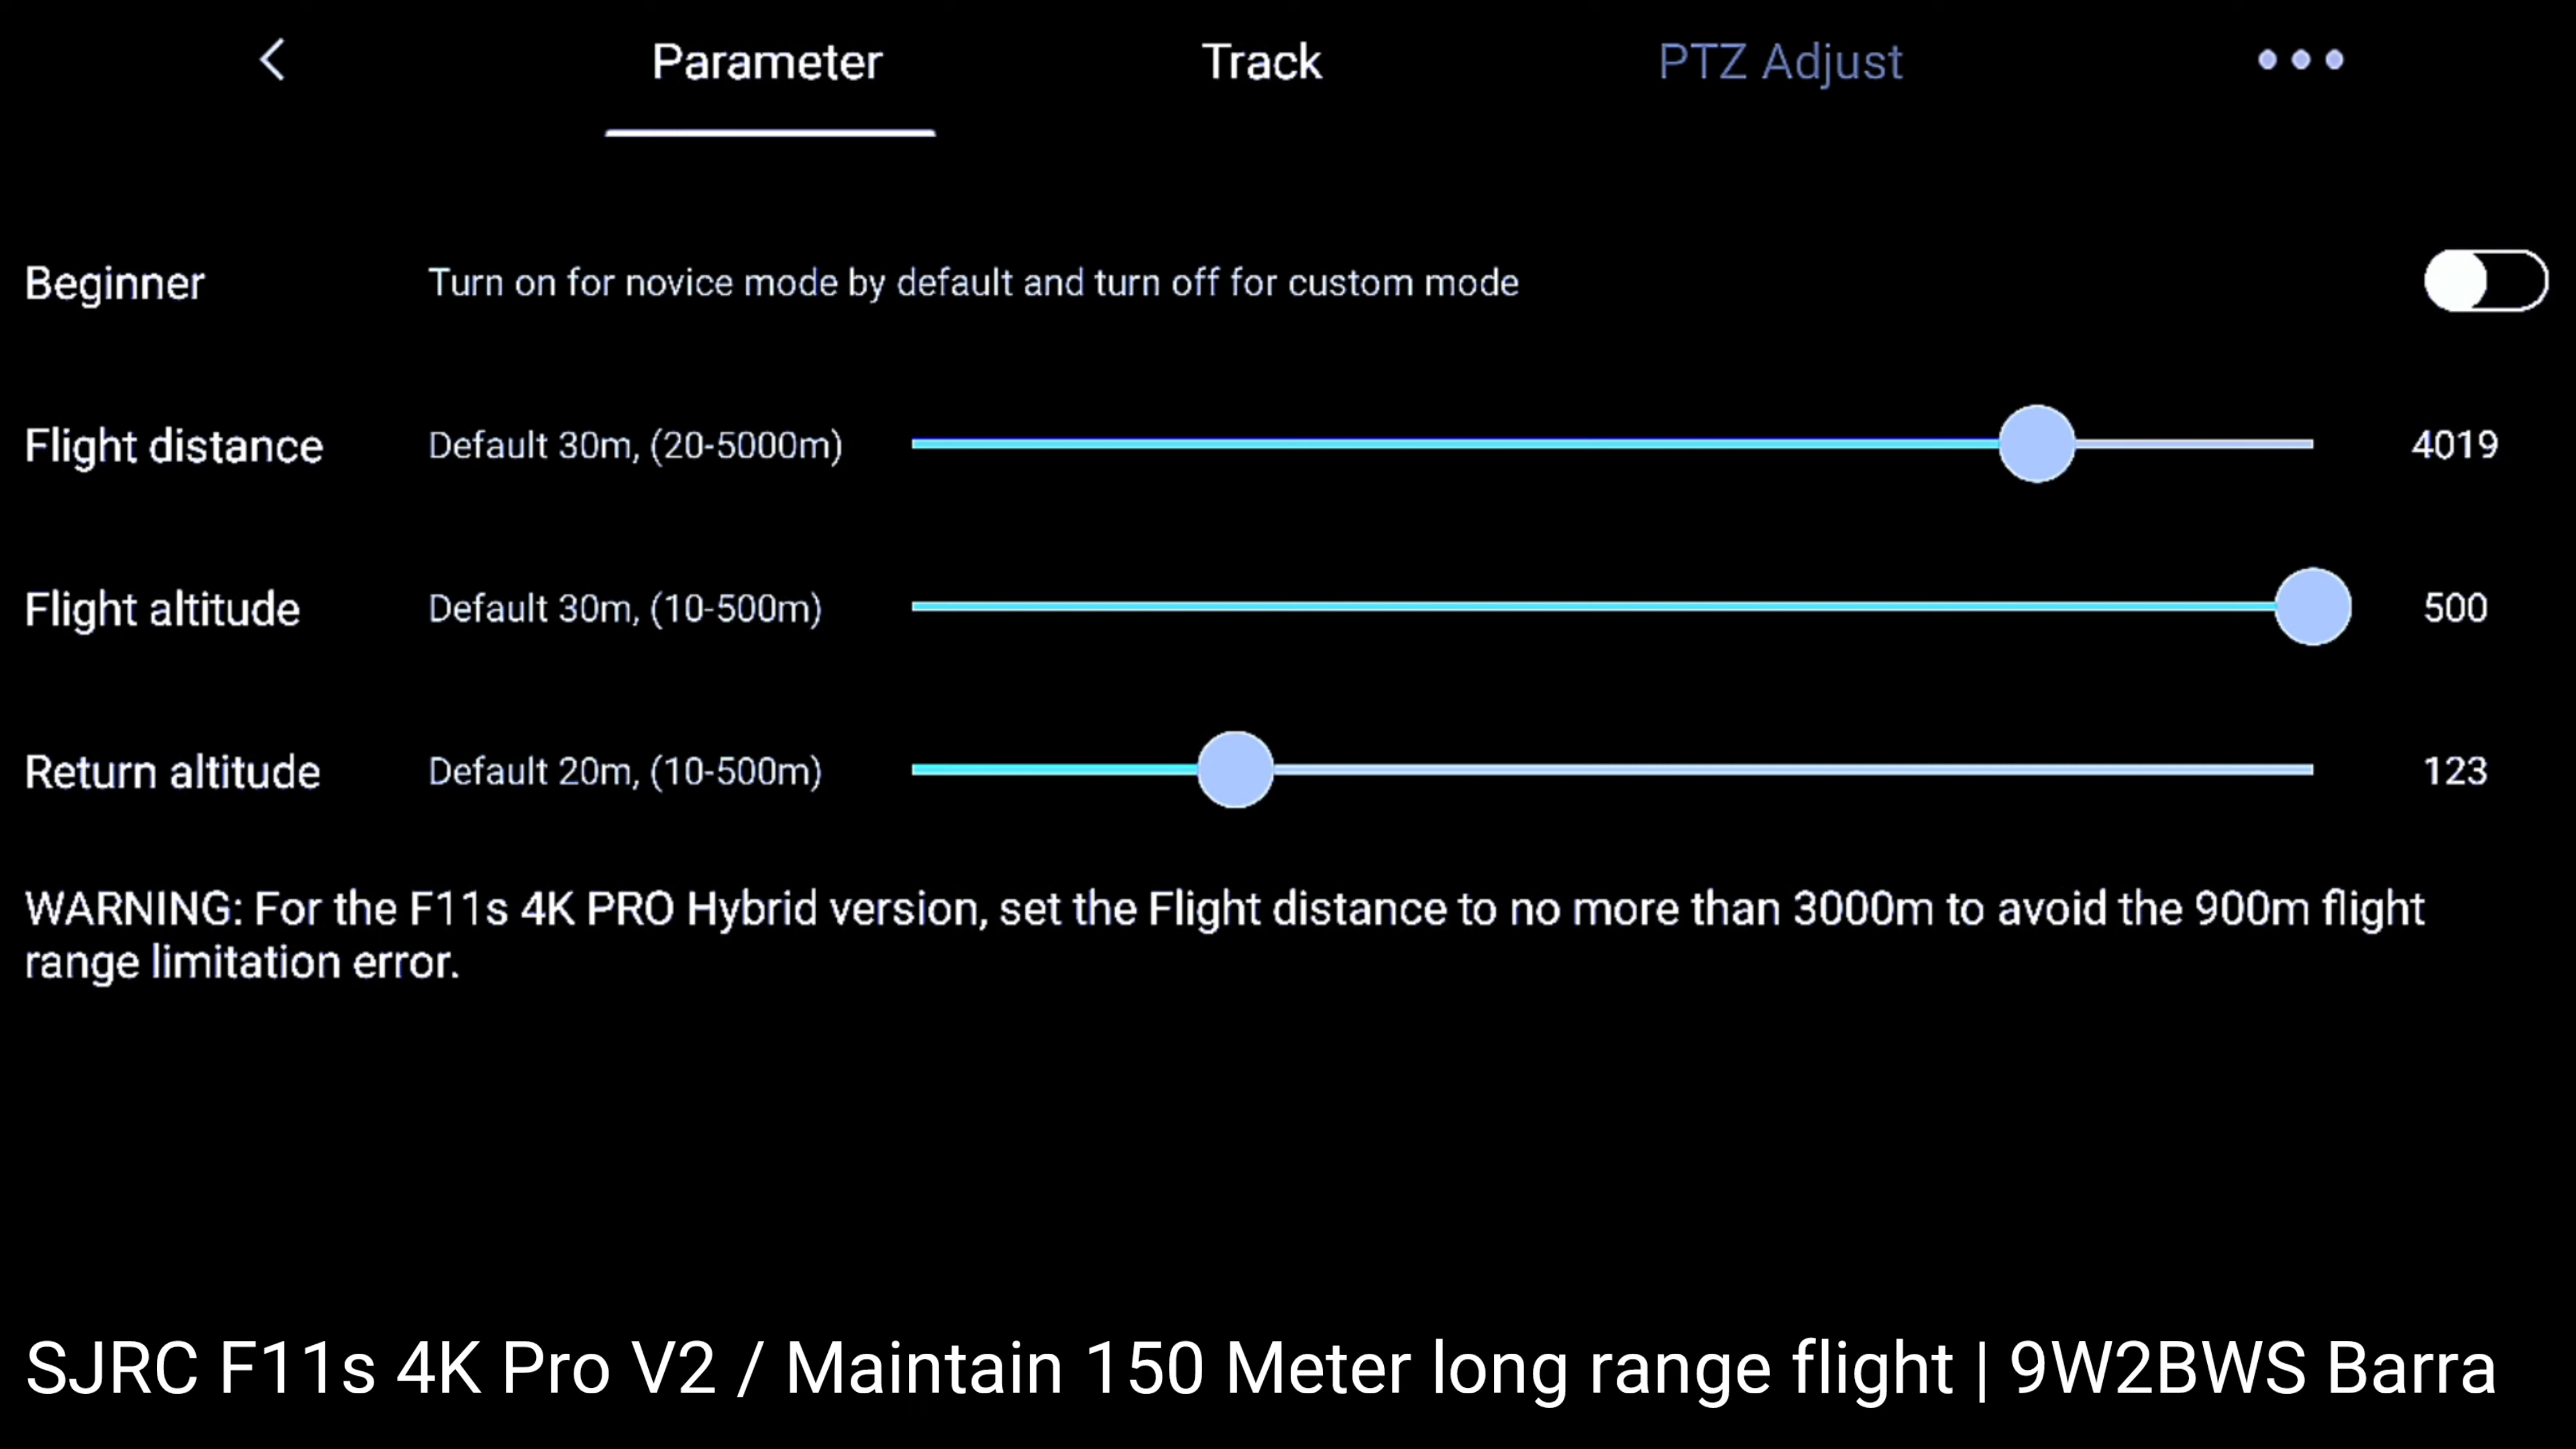 Parameter Track PTZ Adjust
Beginner Turn on for novice mode by default and turn off for custom mode
Flight distance Default 30m, (20-5000m) 4019
Flight altitude Default 30m, (10-500m) 500
Return altitude Default 20m, (10-500m) 123
WARNING: For the F11s 4K PRO Hybrid version, set the Flight distance to no more than 3000m to avoid the 900m flight
range limitation error.
SJRC F11s 4K Pro V2 / Maintain 150 Meter long range flight | 9W2BWS Barra